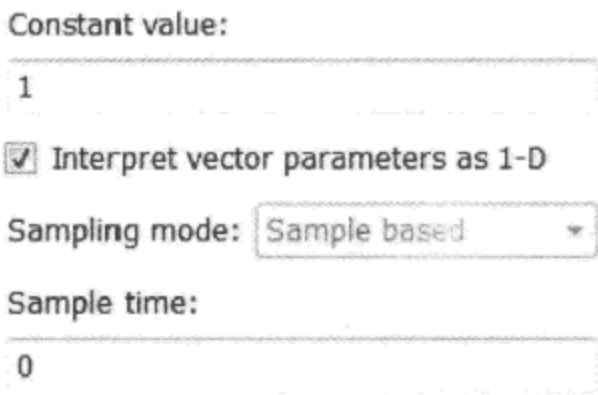 Constant value:
1
Interpret vector parameters as 1-D
Sampling mode: Sample based
Sample time:
0